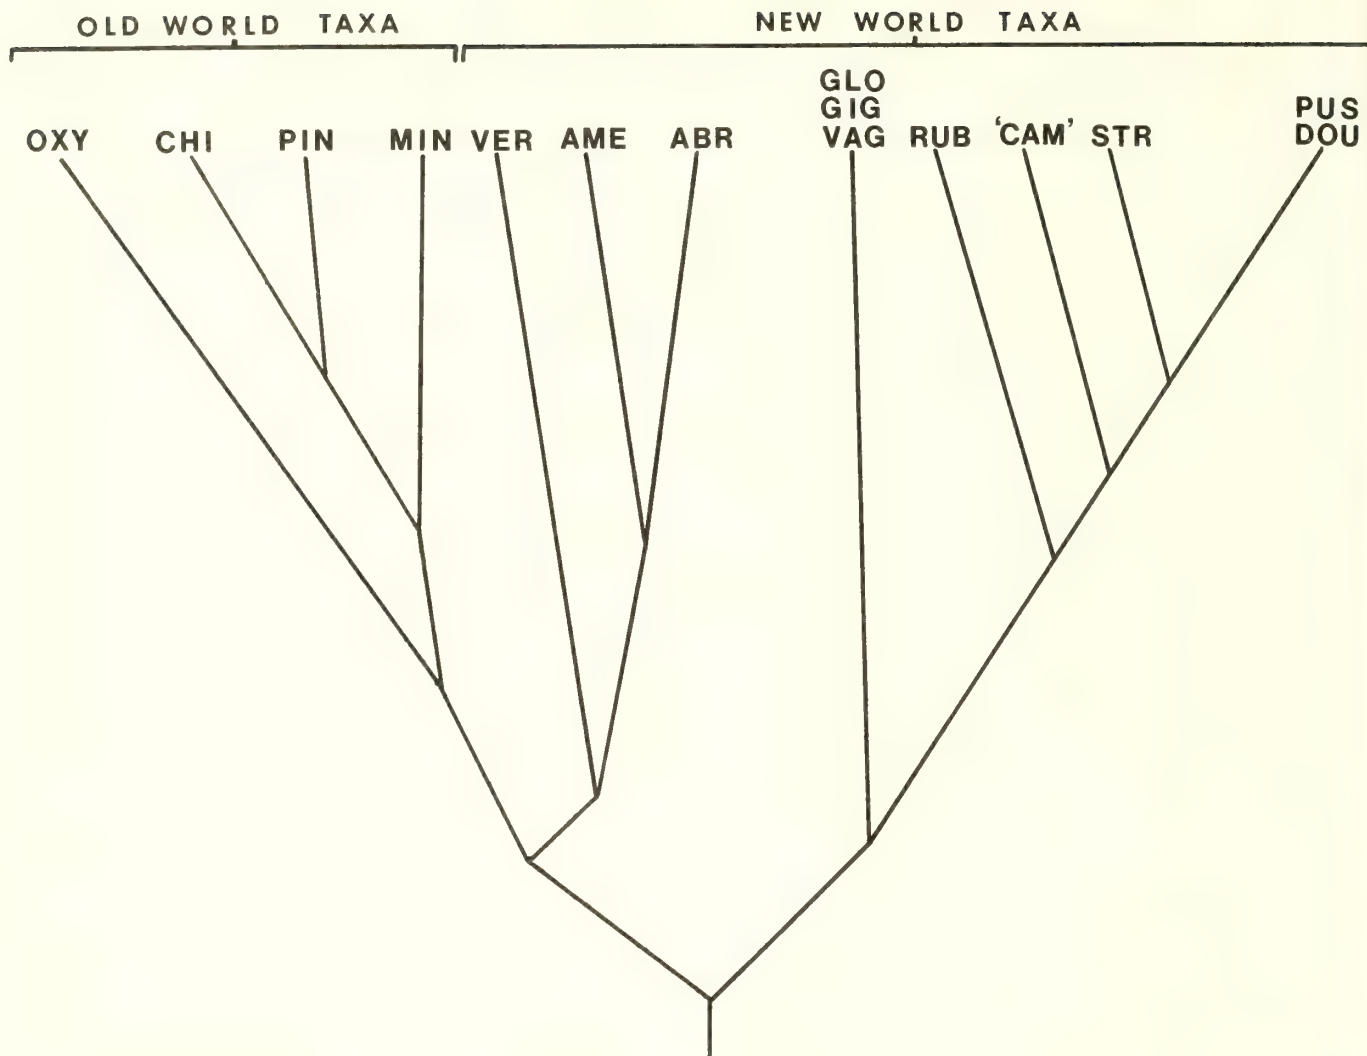 OLD WORLD TAXA
NEW WORLD TAXA
GLO
GIG
PUS
OXY CHI PIN MIN VER AME ABR VAG RUB 'CAM' STR DOU